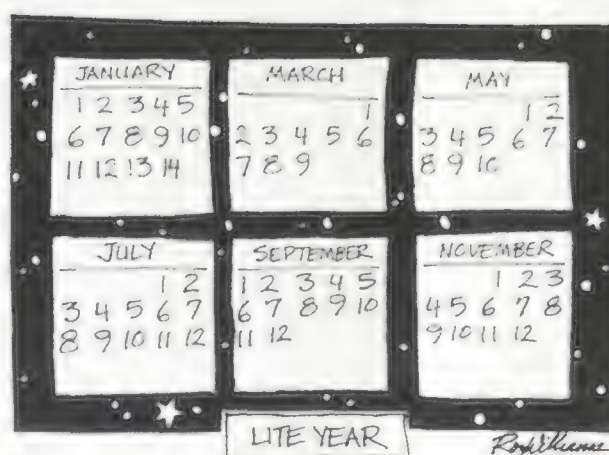 JANUARY
1 2 3 4 5
6 7 8 9 10
11 12 13 14
MARCH
1
2 3 4 5 6
7 8 9
MAY
1 2
3 4 5 6 7
8 9 10
JULY
1 2
3 4 5 6 7
8 9 10 11 12
SEPTEMBER
1 2 3 4 5
6 7 8 9 10
11 12
NOVEMBER
1 2 3
4 5 6 7 8
9 10 11 12
LITE YEAR